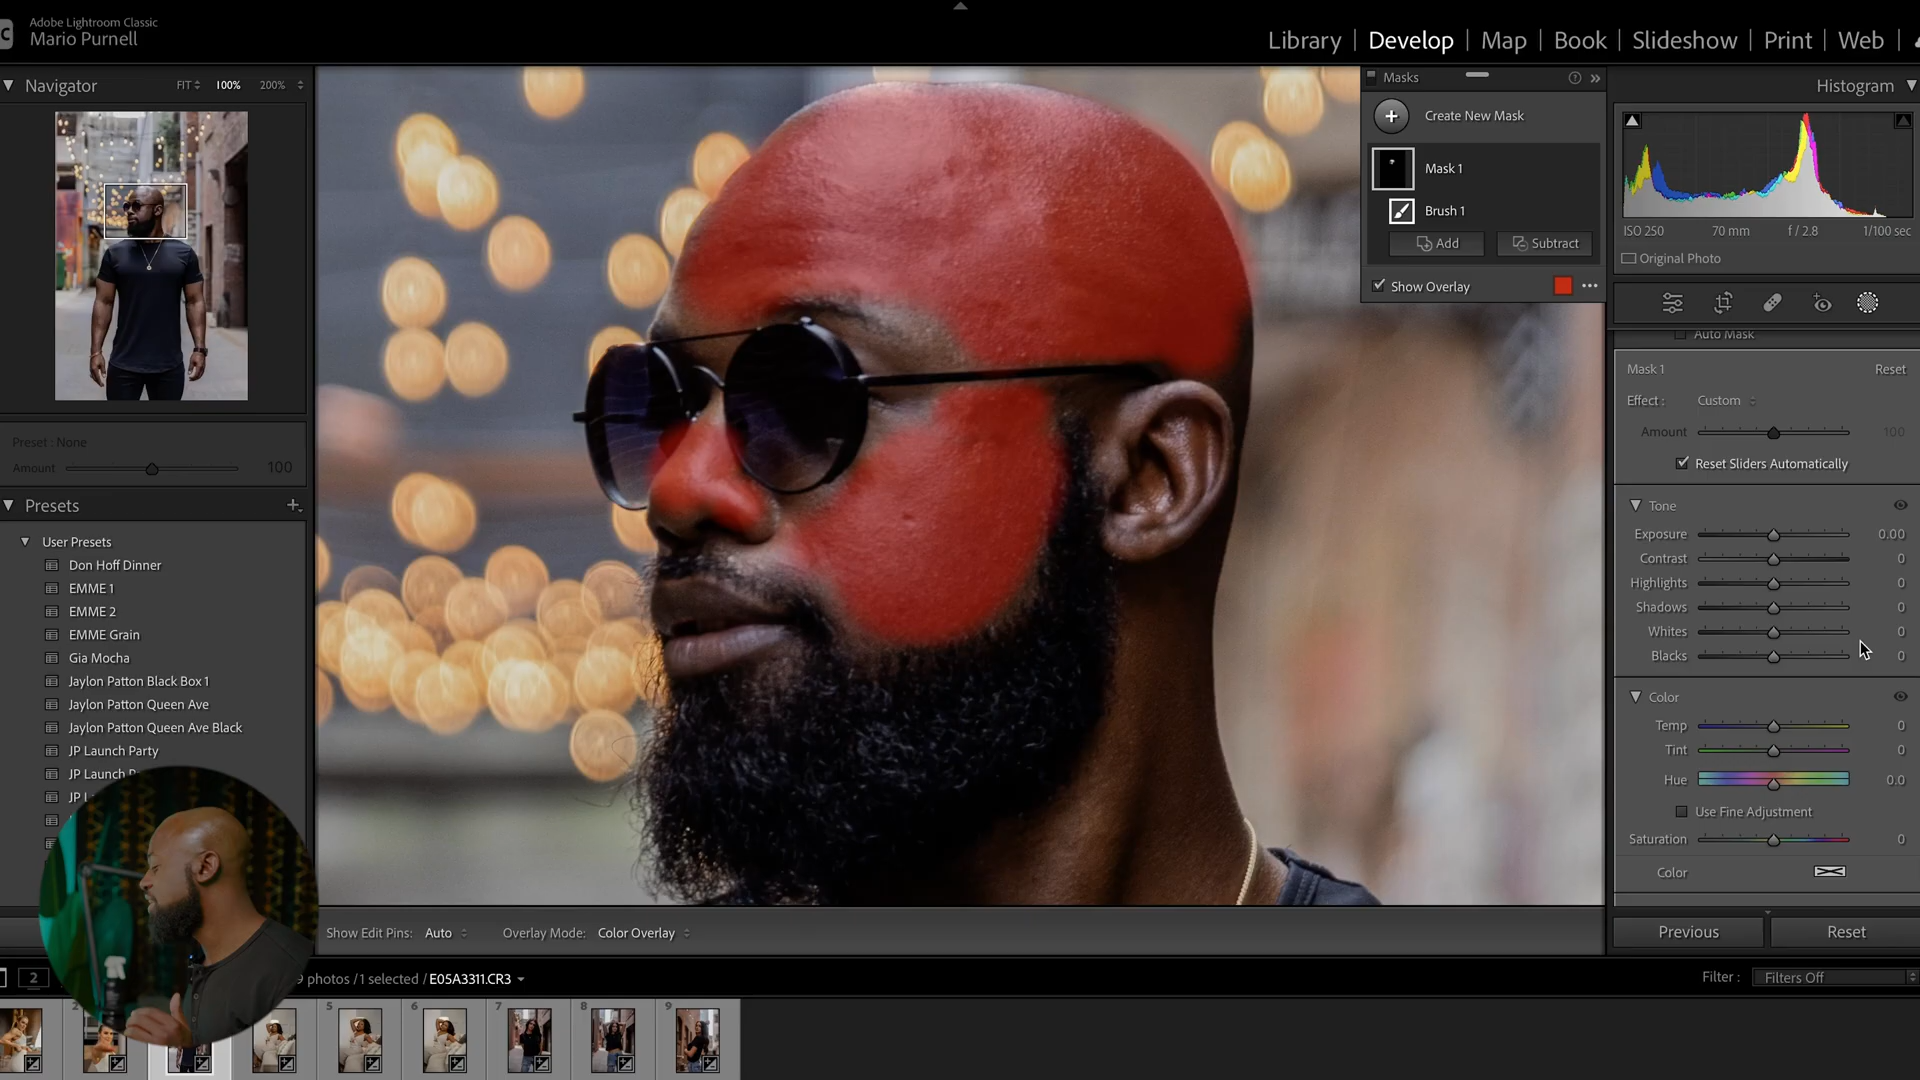 Adobe Lightroom Classic
Mario Purnell
Library | Develop | Map | Book | Slideshow | Print | Web |
Navigator
FIT 100% 200%
Preset : None
Amount 100
Presets
User Presets
Don Hoff Dinner
EMME 1
EMME 2
EMME Grain
Gia Mocha
Jaylon Patton Black Box 1
Jaylon Patton Queen Ave
Jaylon Patton Queen Ave Black
JP Launch Party
JP Launch
JP
Masks
Create New Mask
Mask 1
Brush 1
Add Subtract
Show Overlay
Histogram
ISO 250 70 mm f / 2.8 1/100 sec
Original Photo
Auto Mask
Mask 1 Reset
Effect : Custom
Amount 100
Reset Sliders Automatically
Tone
Exposure 0.00
Contrast 0
Highlights 0
Shadows 0
Whites 0
Blacks 0
Color
Temp 0
Tint 0
Hue 0.0
Use Fine Adjustment
Saturation 0
Color
Previous Reset
Show Edit Pins: Auto Overlay Mode: Color Overlay
2 9 photos / 1 selected / E05A3311.CR3
Filter : Filters Off
2 5 6 7 8 9